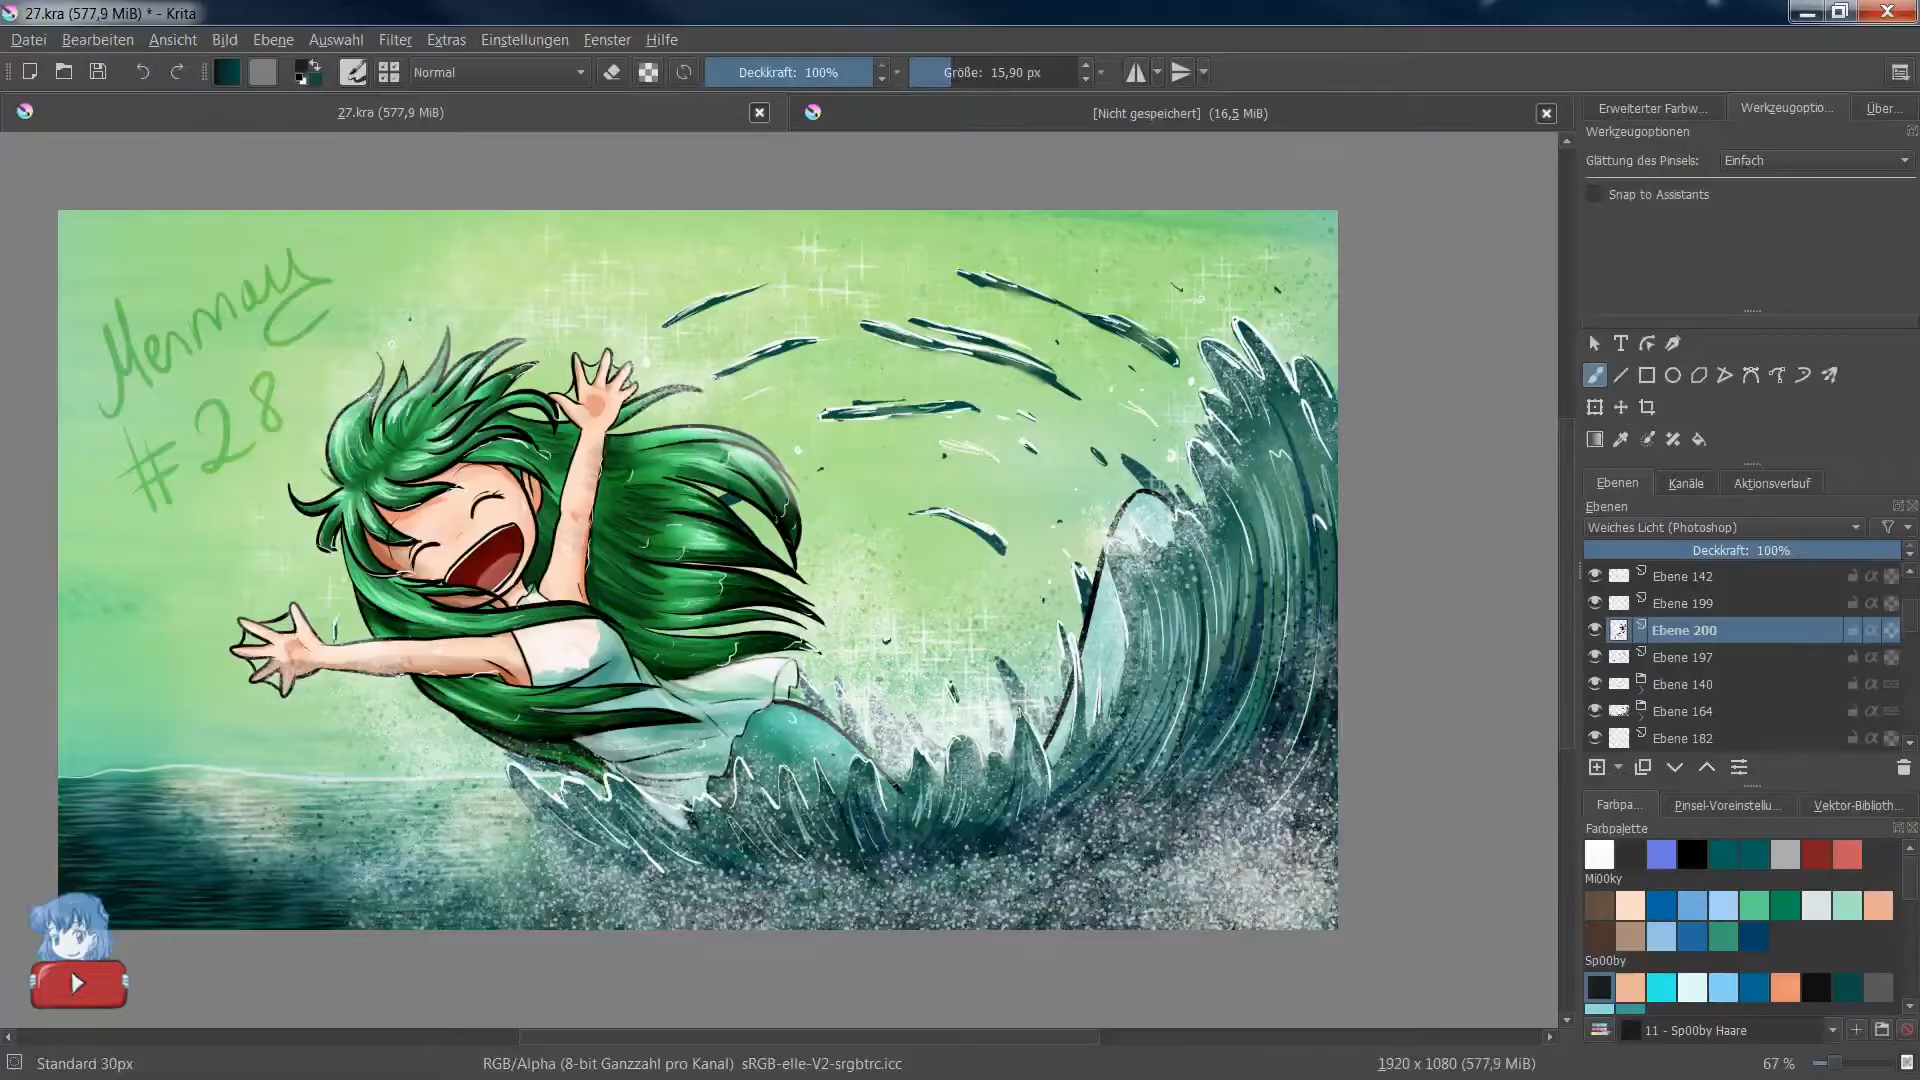 27.kra (577,9 MiB) * - Krita
Datei Bearbeiten Ansicht Bild Ebene Auswahl Filter Extras Einstellungen Fenster Hilfe
Normal Deckkraft: 100% Größe: 15,90 px
27.kra (577,9 MiB) [Nicht gespeichert] (16,5 MiB)
Erweiterter Farbw... Werkzeugoptio... Über...
Werkzeugoptionen
Glättung des Pinsels: Einfach
Snap to Assistants
Mermay
#28
Ebenen Kanäle Aktionsverlauf
Ebenen
Weiches Licht (Photoshop)
Deckkraft: 100%
Ebene 142
Ebene 199
Ebene 200
Ebene 197
Ebene 140
Ebene 164
Ebene 182
Farbpa... Pinsel-Voreinstellu... Vektor-Biblioth...
Farbpalette
Mi00ky
Sp00by
11 - Sp00by Haare
Standard 30px RGB/Alpha (8-bit Ganzzahl pro Kanal) sRGB-elle-V2-srgbtrc.icc 1920 x 1080 (577,9 MiB) 67 %